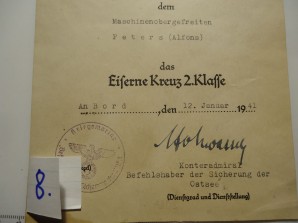 dem
Maschinenobergefreiten
Peters (Alfons)
das
Eiserne Kreuz 2. Klasse
An Bord, den 12. Januar 1941
Konteradmiral
Befehlshaber der Sicherung der
Ostsee
(Dienstgrad und Dienststellung)
8.